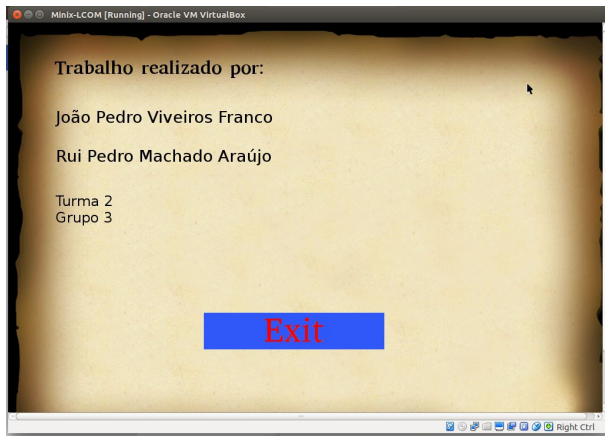 Minix-LCOM [Running] - Oracle VM VirtualBox
Trabalho realizado por:
João Pedro Viveiros Franco
Rui Pedro Machado Araújo
Turma 2
Grupo 3
Exit
Right Ctrl